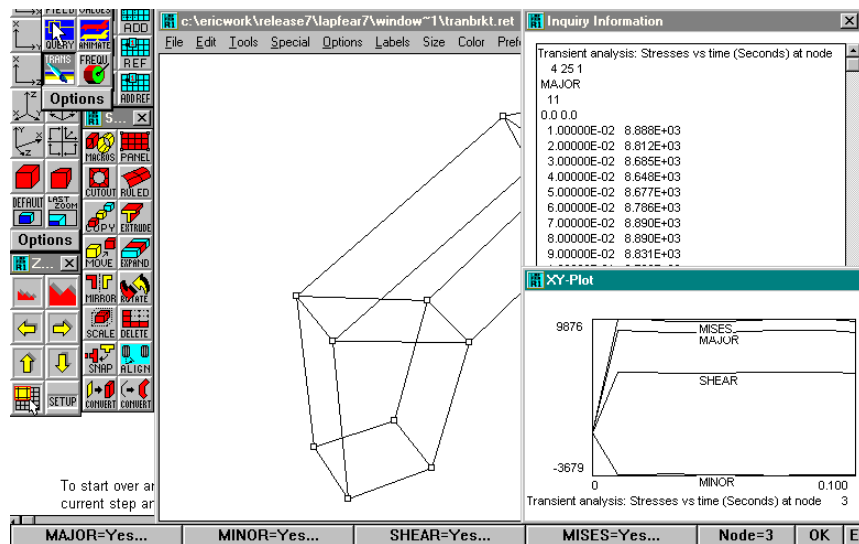 FIELD VALUES
QUERY ANIMATE
TRANS FREQU.
Options
ADD
REF
ADD REF
DEFAULT LAST ZOOM
Options
Z...
SETUP
S...
MACROS PANEL
CUTOUT RULED
COPY EXTRUDE
MOVE EXPAND
MIRROR ROTATE
SCALE DELETE
SNAP ALIGN
CONVERT CONVERT
To start over
current step
c:\ericwork\release7\lapfear7\window~1\tranbrkt.ret
File Edit Tools Special Options Labels Size Color Pref
Inquiry Information
Transient analysis: Stresses vs time (Seconds) at node
4 25 1
MAJOR
11
0.0 0.0
1.00000E-02 8.888E+03
2.00000E-02 8.812E+03
3.00000E-02 8.685E+03
4.00000E-02 8.648E+03
5.00000E-02 8.677E+03
6.00000E-02 8.786E+03
7.00000E-02 8.890E+03
8.00000E-02 8.890E+03
9.00000E-02 8.831E+03
XY-Plot
9876
MISES
MAJOR
SHEAR
-3679
MINOR
0 0.100
Transient analysis: Stresses vs time (Seconds) at node 3
MAJOR=Yes... MINOR=Yes... SHEAR=Yes... MISES=Yes... Node=3 OK E